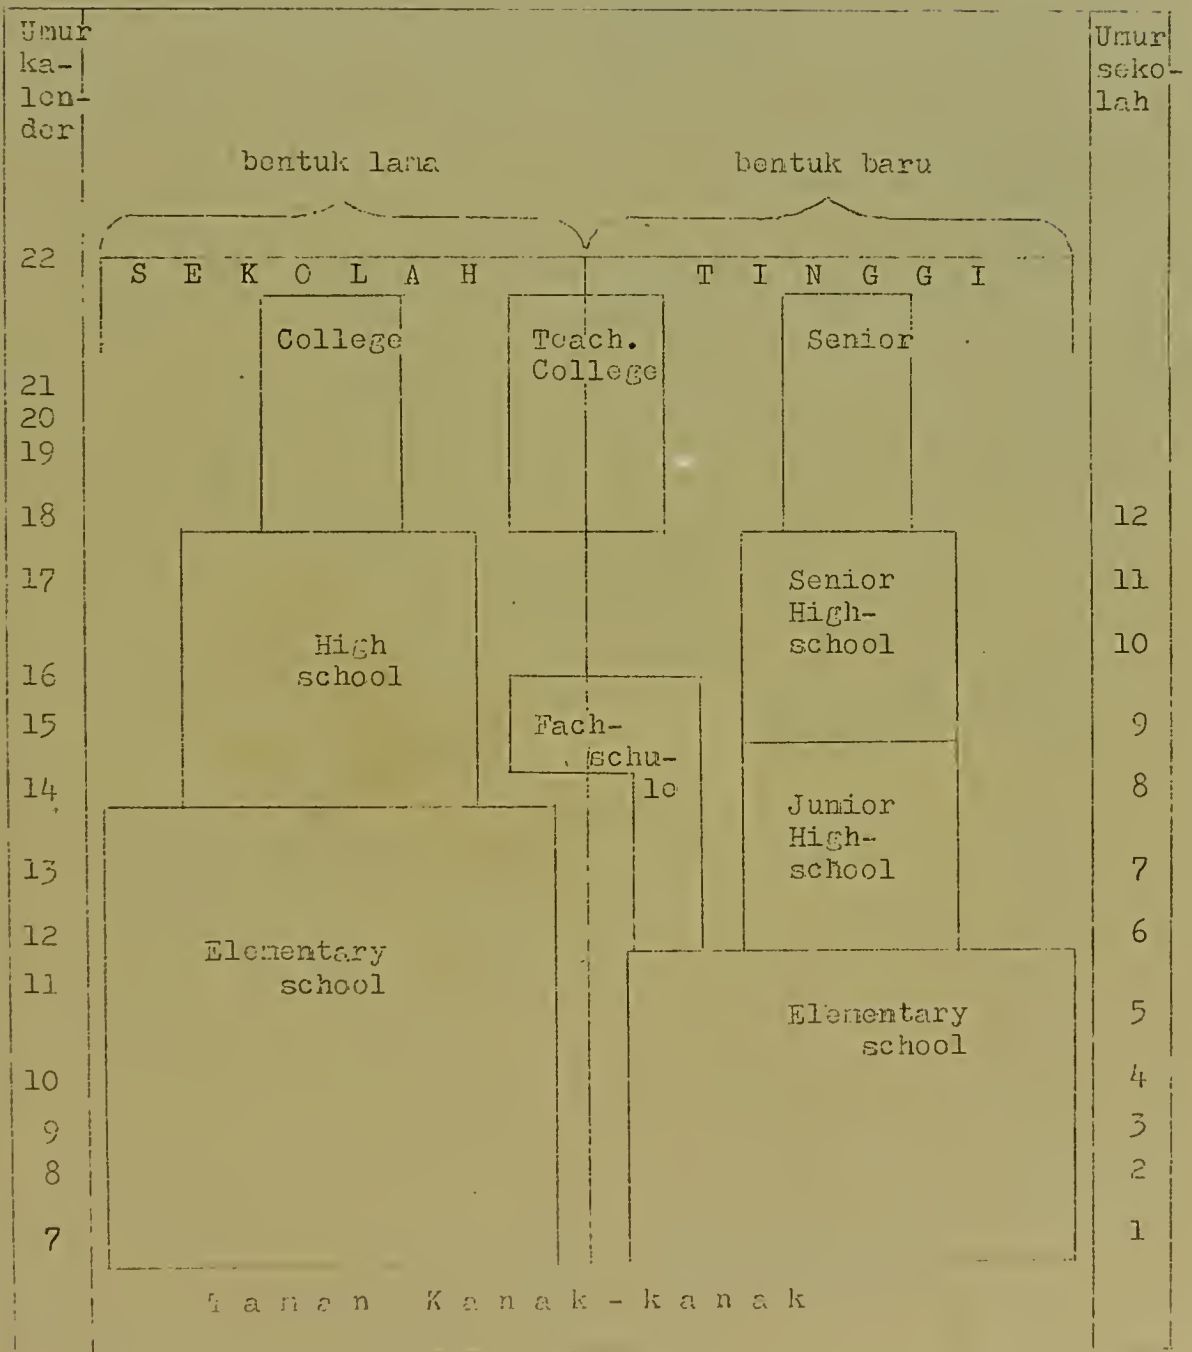 Umur
ka-
len-
der
Umur
seko-
lah
bentuk lama
bentuk baru
22
S E K O L A H T I N G G I
College
Teach.
College
Senior
21
20
19
18
12
17
Senior
High-
school
11
High
school
10
16
15
Fach-
schu-
le
9
14
8
Junior
High-
school
13
7
12
6
Elementary
school
11
Elementary
school
5
10
4
9
3
8
2
7
1
T a m a n K a n a k - k a n a k